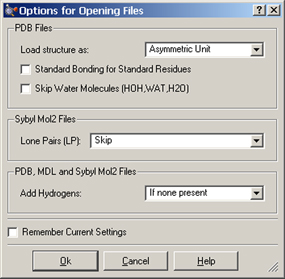 Options for Opening Files
PDB Files
Load structure as: Asymmetric Unit
Standard Bonding for Standard Residues
Skip Water Molecules (HOH,WAT,H2O)
Sybyl Mol2 Files
Lone Pairs (LP): Skip
PDB, MDL and Sybyl Mol2 Files
Add Hydrogens: If none present
Remember Current Settings
Ok Cancel Help